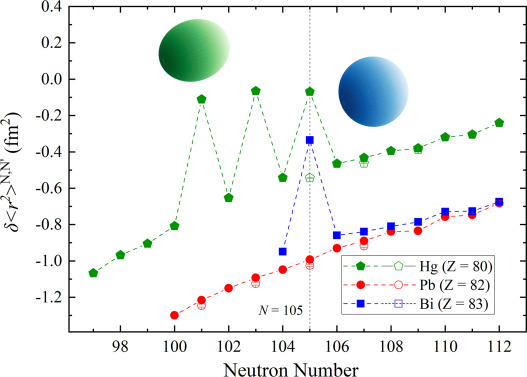 0.4
0.2
0.0
-0.2
-0.4
-0.6
-0.8
-1.0
-1.2
δ<r²>ᴺ,ᴺ' (fm²)
N = 105
Hg (Z = 80)
Pb (Z = 82)
Bi (Z = 83)
98 100 102 104 106 108 110 112
Neutron Number